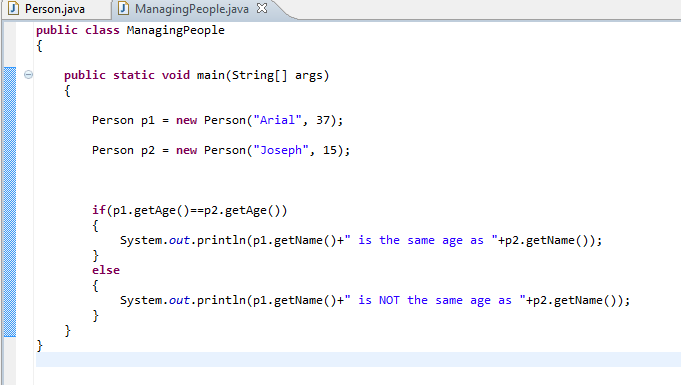 Person.java ManagingPeople.java
public class ManagingPeople
{
public static void main(String[] args)
{
Person p1 = new Person("Arial", 37);
Person p2 = new Person("Joseph", 15);
if(p1.getAge()==p2.getAge())
{
System.out.println(p1.getName()+" is the same age as "+p2.getName());
}
else
{
System.out.println(p1.getName()+" is NOT the same age as "+p2.getName());
}
}
}